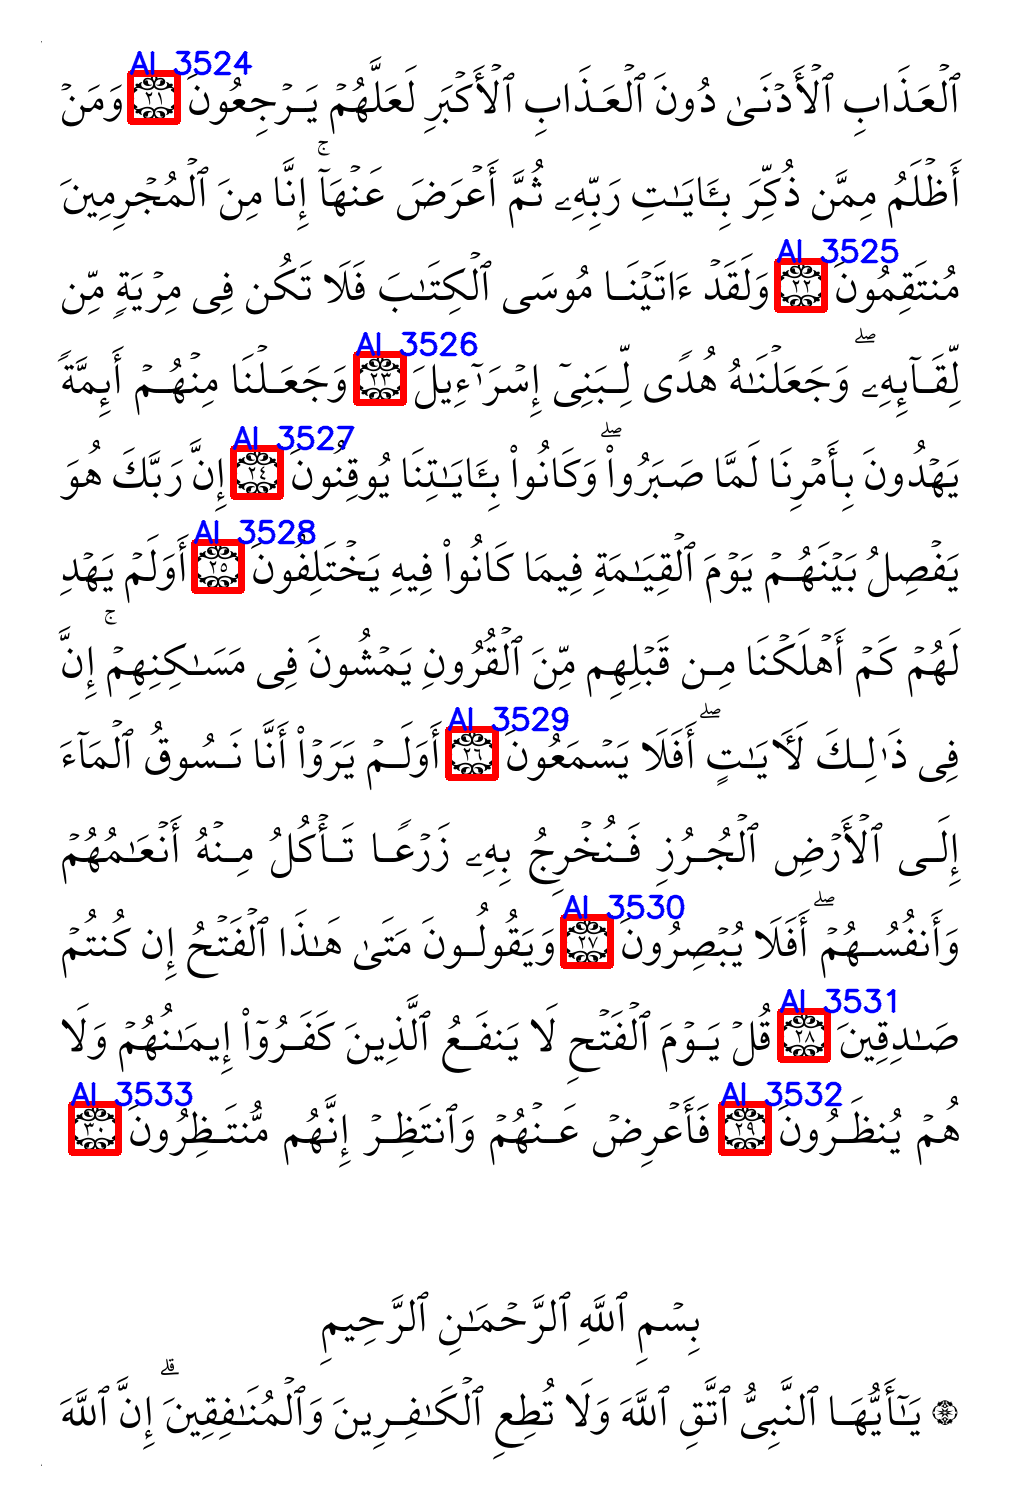 AI_3524
ٱلۡعَذَابِ ٱلۡأَدۡنَىٰ دُونَ ٱلۡعَذَابِ ٱلۡأَكۡبَرِ لَعَلَّهُمۡ يَرۡجِعُونَ ٢١ وَمَنۡ
أَظۡلَمُ مِمَّن ذُكِّرَ بِـَٔايَٰتِ رَبِّهِۦ ثُمَّ أَعۡرَضَ عَنۡهَآۚ إِنَّا مِنَ ٱلۡمُجۡرِمِينَ
AI_3525
مُنتَقِمُونَ ٢٢ وَلَقَدۡ ءَاتَيۡنَا مُوسَى ٱلۡكِتَٰبَ فَلَا تَكُن فِي مِرۡيَةٖ مِّن
AI_3526
لِّقَآئِهِۦۖ وَجَعَلۡنَٰهُ هُدٗى لِّبَنِيٓ إِسۡرَٰٓءِيلَ ٢٣ وَجَعَلۡنَا مِنۡهُمۡ أَئِمَّةٗ
AI_3527
يَهۡدُونَ بِأَمۡرِنَا لَمَّا صَبَرُواْۖ وَكَانُواْ بِـَٔايَٰتِنَا يُوقِنُونَ ٢٤ إِنَّ رَبَّكَ هُوَ
AI_3528
يَفۡصِلُ بَيۡنَهُمۡ يَوۡمَ ٱلۡقِيَٰمَةِ فِيمَا كَانُواْ فِيهِ يَخۡتَلِفُونَ ٢٥ أَوَلَمۡ يَهۡدِ
لَهُمۡ كَمۡ أَهۡلَكۡنَا مِن قَبۡلِهِم مِّنَ ٱلۡقُرُونِ يَمۡشُونَ فِي مَسَٰكِنِهِمۡۚ إِنَّ
AI_3529
فِي ذَٰلِكَ لَأٓيَٰتٍۖ أَفَلَا يَسۡمَعُونَ ٢٦ أَوَلَمۡ يَرَوۡاْ أَنَّا نَسُوقُ ٱلۡمَآءَ
إِلَى ٱلۡأَرۡضِ ٱلۡجُرُزِ فَنُخۡرِجُ بِهِۦ زَرۡعٗا تَأۡكُلُ مِنۡهُ أَنۡعَٰمُهُمۡ
AI_3530
وَأَنفُسُهُمۡۖ أَفَلَا يُبۡصِرُونَ ٢٧ وَيَقُولُونَ مَتَىٰ هَٰذَا ٱلۡفَتۡحُ إِن كُنتُمۡ
AI_3531
صَٰدِقِينَ ٢٨ قُلۡ يَوۡمَ ٱلۡفَتۡحِ لَا يَنفَعُ ٱلَّذِينَ كَفَرُوٓاْ إِيمَٰنُهُمۡ وَلَا
AI_3532 AI_3533
هُمۡ يُنظَرُونَ ٢٩ فَأَعۡرِضۡ عَنۡهُمۡ وَٱنتَظِرۡ إِنَّهُم مُّنتَظِرُونَ ٣٠
بِسۡمِ ٱللَّهِ ٱلرَّحۡمَٰنِ ٱلرَّحِيمِ
۞ يَٰٓأَيُّهَا ٱلنَّبِيُّ ٱتَّقِ ٱللَّهَ وَلَا تُطِعِ ٱلۡكَٰفِرِينَ وَٱلۡمُنَٰفِقِينَۗ إِنَّ ٱللَّهَ